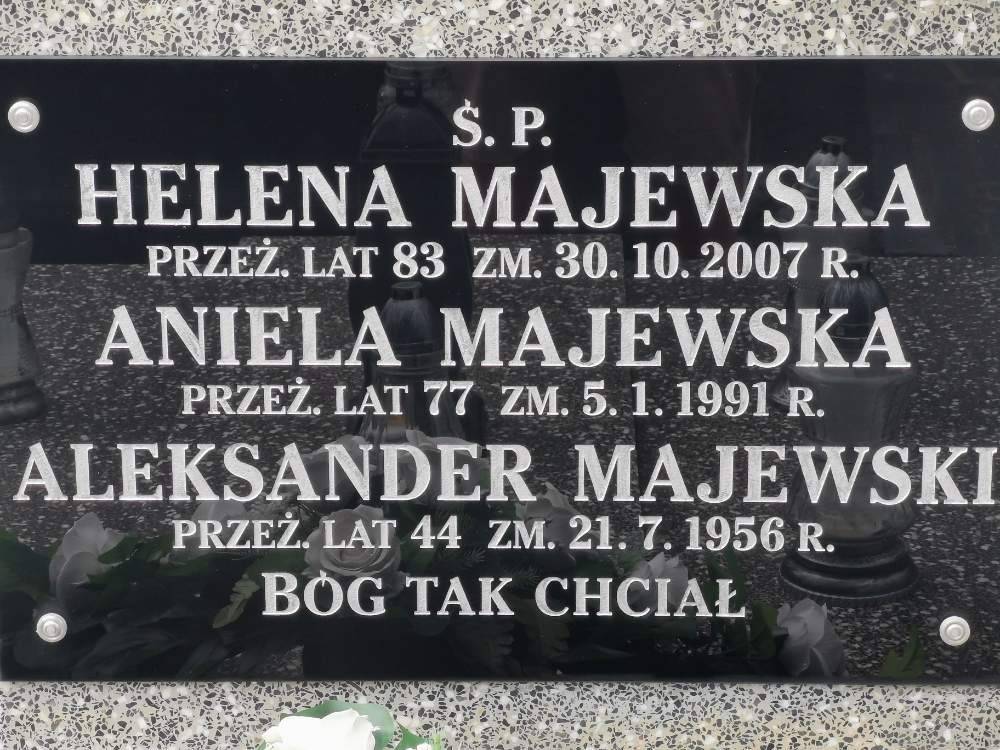 Ś. P.
HELENA MAJEWSKA
PRZEŻ. LAT 83 ZM. 30. 10. 2007 R.
ANIELA MAJEWSKA
PRZEŻ. LAT 77 ZM. 5. 1. 1991 R.
ALEKSANDER MAJEWSKI
PRZEŻ. LAT 44 ZM. 21. 7. 1956 R.
BÓG TAK CHCIAŁ